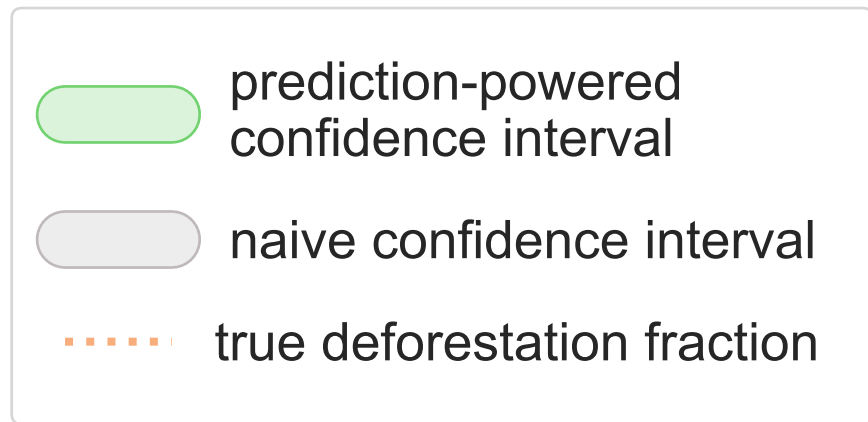 prediction-powered
confidence interval
naive confidence interval
true deforestation fraction